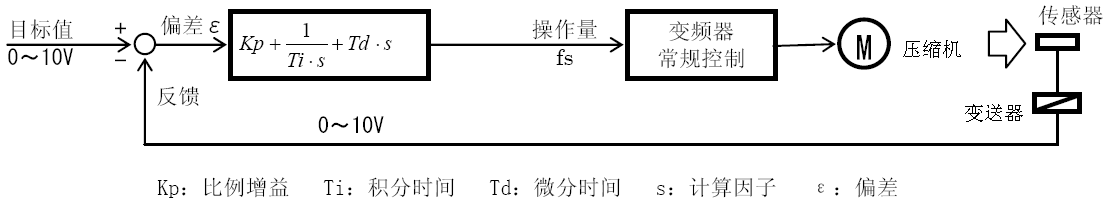 目标值
0～10V
+
−
偏差 ε
Kp + 1/(Ti·s) + Td·s
操作量
fs
变频器
常规控制
M
压缩机
传感器
变送器
反馈
0～10V
Kp: 比例增益 Ti: 积分时间 Td: 微分时间 s: 计算因子 ε: 偏差